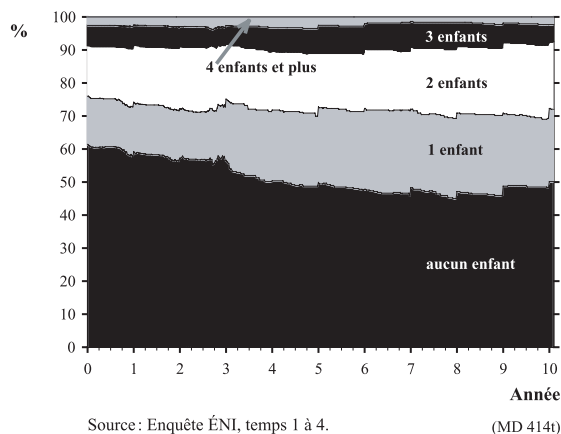 %
100
90
80
70
60
50
40
30
20
10
0
3 enfants
4 enfants et plus
2 enfants
1 enfant
aucun enfant
0 1 2 3 4 5 6 7 8 9 10
Année
Source : Enquête ÉNI, temps 1 à 4.
(MD 414t)